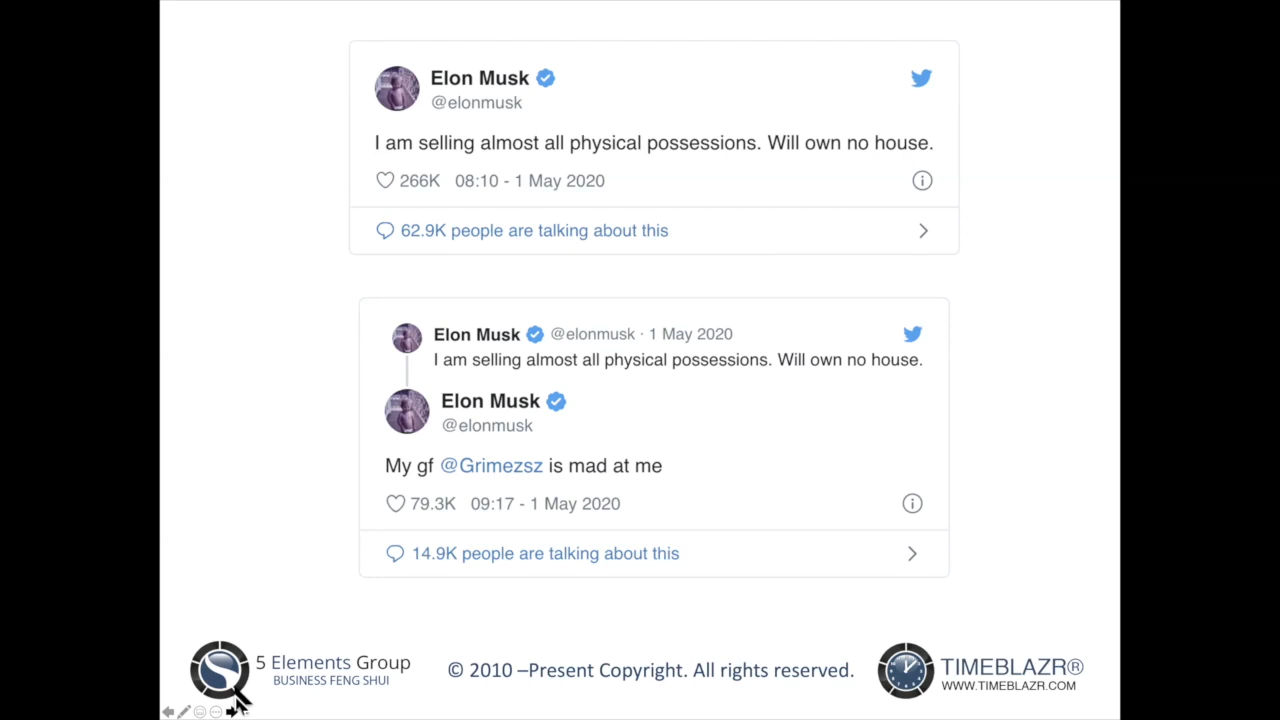 Elon Musk
@elonmusk
I am selling almost all physical possessions. Will own no house.
266K 08:10 - 1 May 2020
62.9K people are talking about this
Elon Musk @elonmusk · 1 May 2020
I am selling almost all physical possessions. Will own no house.
Elon Musk
@elonmusk
My gf @Grimezsz is mad at me
79.3K 09:17 - 1 May 2020
14.9K people are talking about this
5 Elements Group
BUSINESS FENG SHUI
© 2010 –Present Copyright. All rights reserved.
TIMEBLAZR®
WWW.TIMEBLAZR.COM